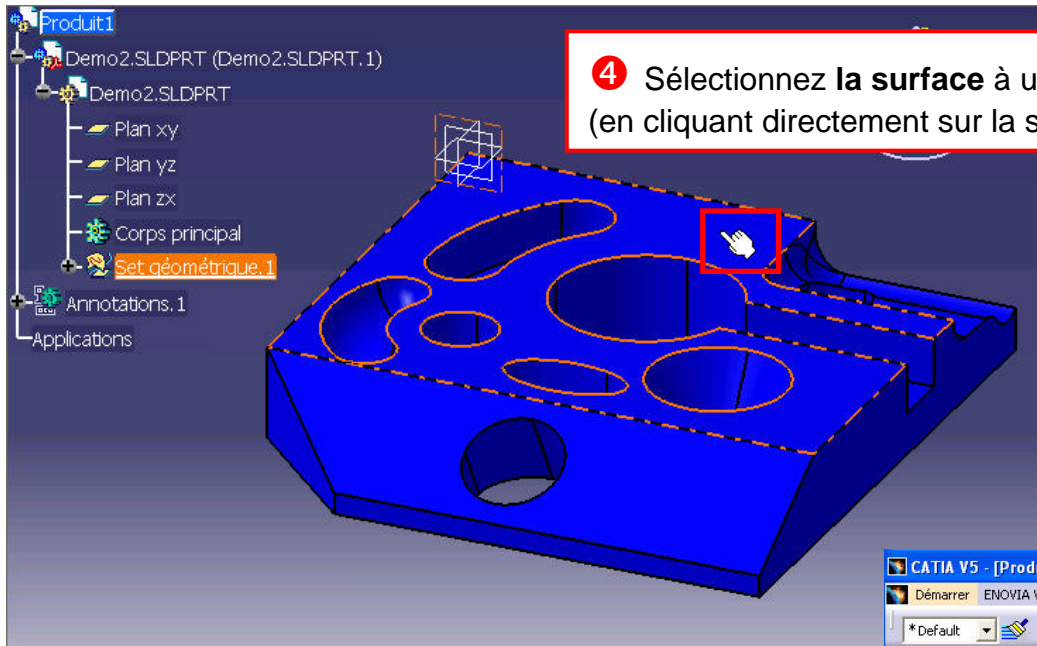 Produit1
Demo2.SLDPRT (Demo2.SLDPRT.1)
Demo2.SLDPRT
Plan xy
Plan yz
Plan zx
Corps principal
Set géométrique.1
Annotations.1
Applications
4 Sélectionnez la surface à u
(en cliquant directement sur la s
CATIA V5 - [Prod
Démarrer ENOVIA V
*Default